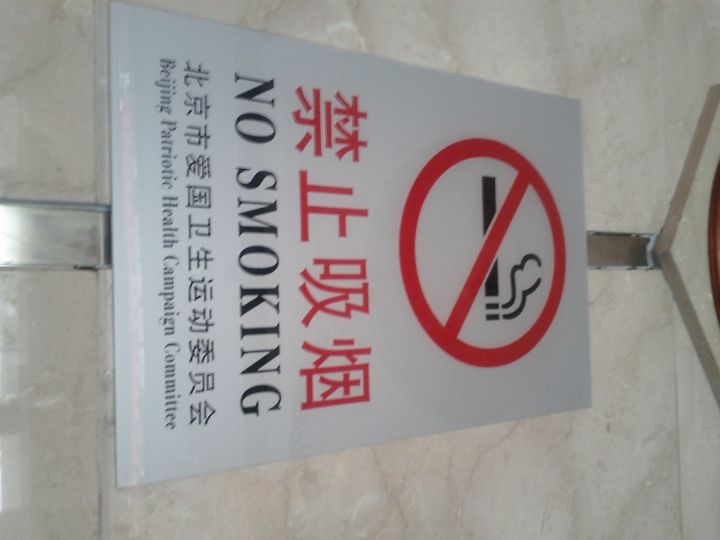 禁止吸烟
NO SMOKING
北京市爱国卫生运动委员会
Beijing Patriotic Health Campaign Committee